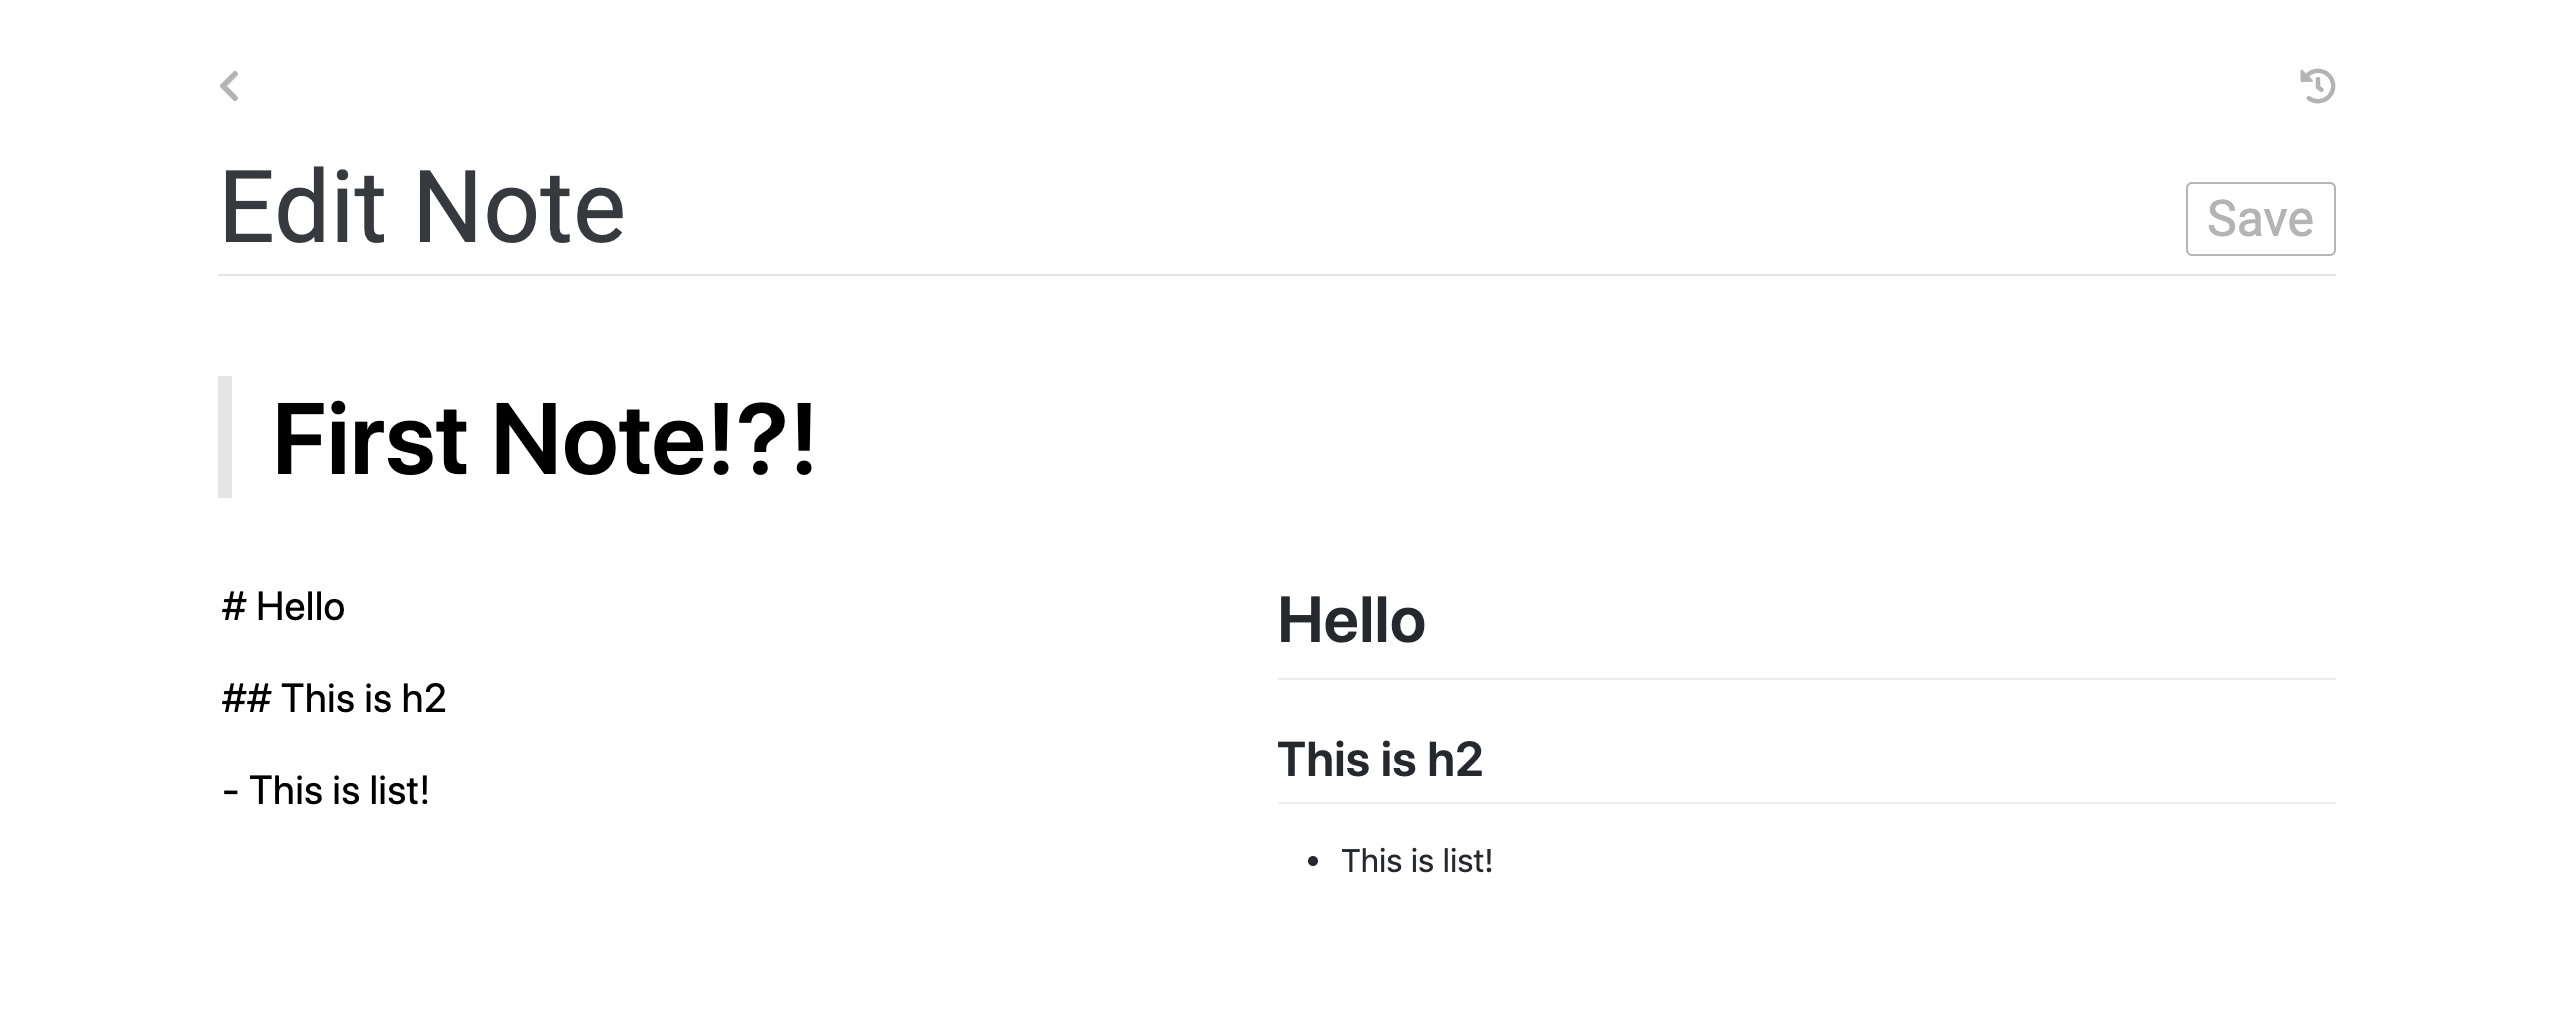 Edit Note
Save
First Note!?!
# Hello
## This is h2
- This is list!
Hello
This is h2
• This is list!